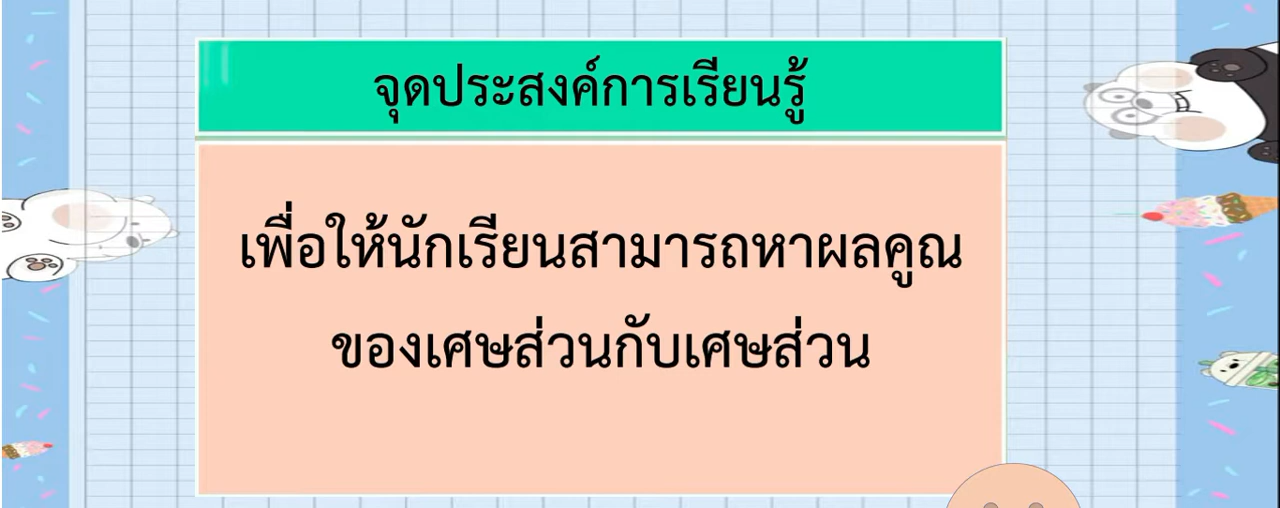 จุดประสงค์การเรียนรู้
เพื่อให้นักเรียนสามารถหาผลคูณ
ของเศษส่วนกับเศษส่วน